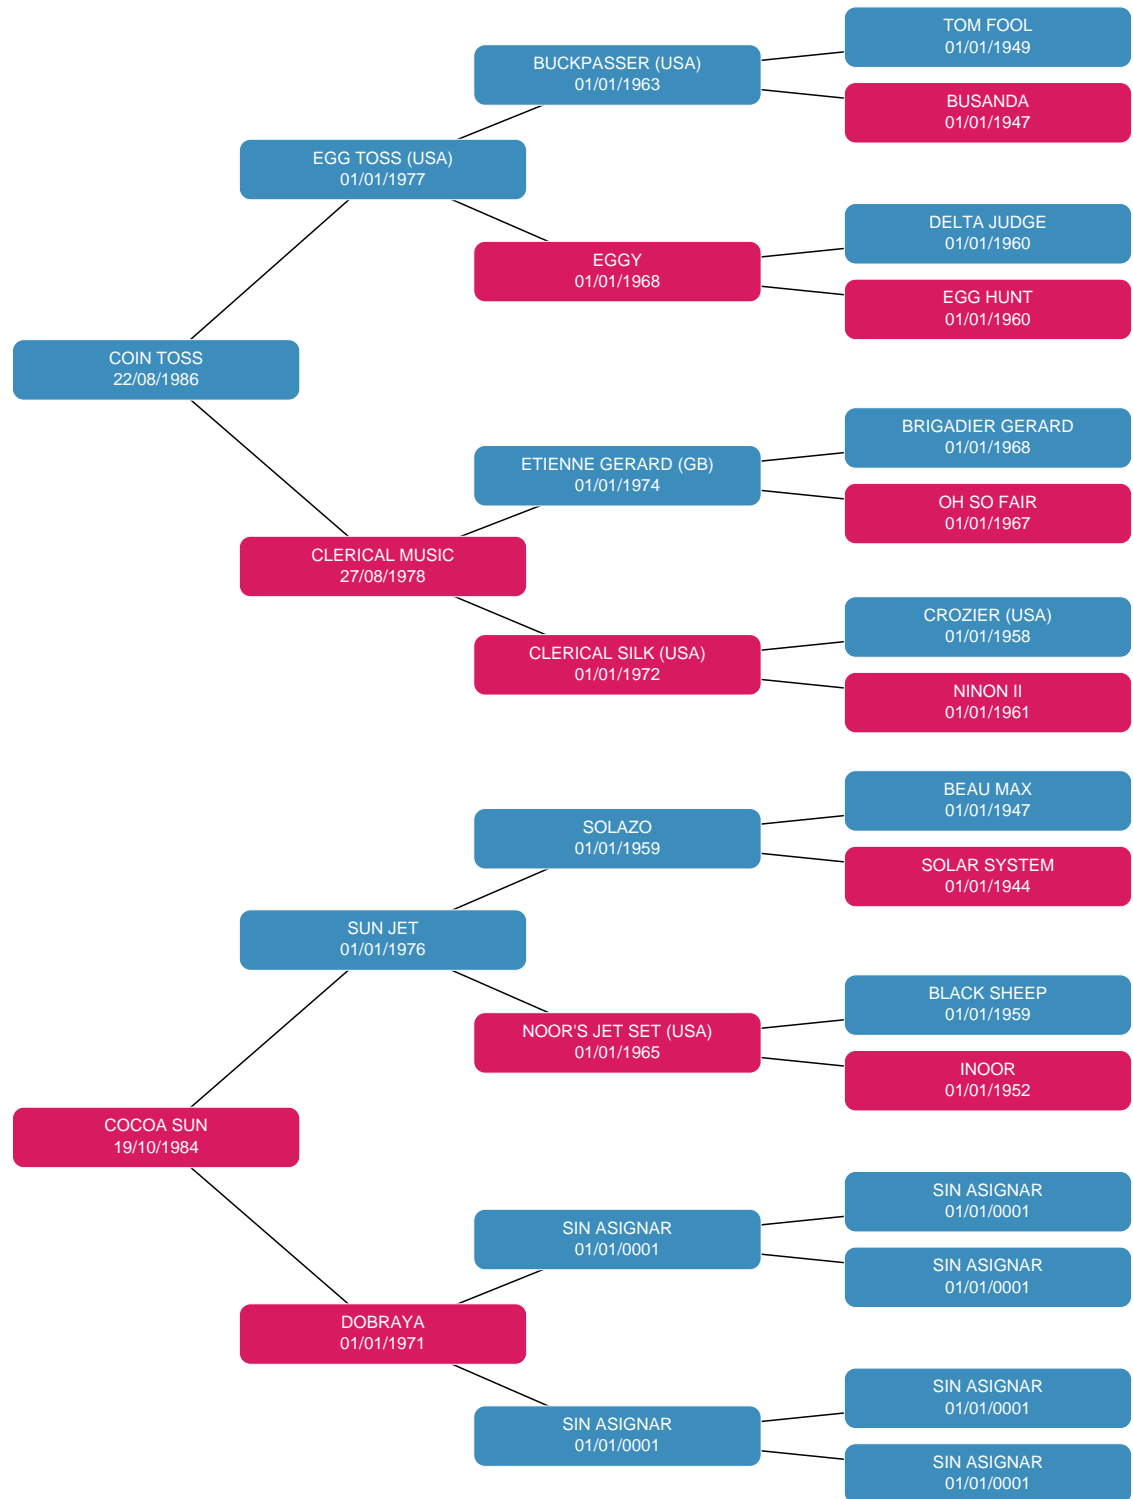 TOM FOOL
01/01/1949
BUCKPASSER (USA)
01/01/1963
BUSANDA
01/01/1947
EGG TOSS (USA)
01/01/1977
DELTA JUDGE
01/01/1960
EGGY
01/01/1968
EGG HUNT
01/01/1960
COIN TOSS
22/08/1986
BRIGADIER GERARD
01/01/1968
ETIENNE GERARD (GB)
01/01/1974
OH SO FAIR
01/01/1967
CLERICAL MUSIC
27/08/1978
CROZIER (USA)
01/01/1958
CLERICAL SILK (USA)
01/01/1972
NINON II
01/01/1961
BEAU MAX
01/01/1947
SOLAZO
01/01/1959
SOLAR SYSTEM
01/01/1944
SUN JET
01/01/1976
BLACK SHEEP
01/01/1959
NOOR'S JET SET (USA)
01/01/1965
INOOR
01/01/1952
COCOA SUN
19/10/1984
SIN ASIGNAR
01/01/0001
SIN ASIGNAR
01/01/0001
SIN ASIGNAR
01/01/0001
DOBRAYA
01/01/1971
SIN ASIGNAR
01/01/0001
SIN ASIGNAR
01/01/0001
SIN ASIGNAR
01/01/0001